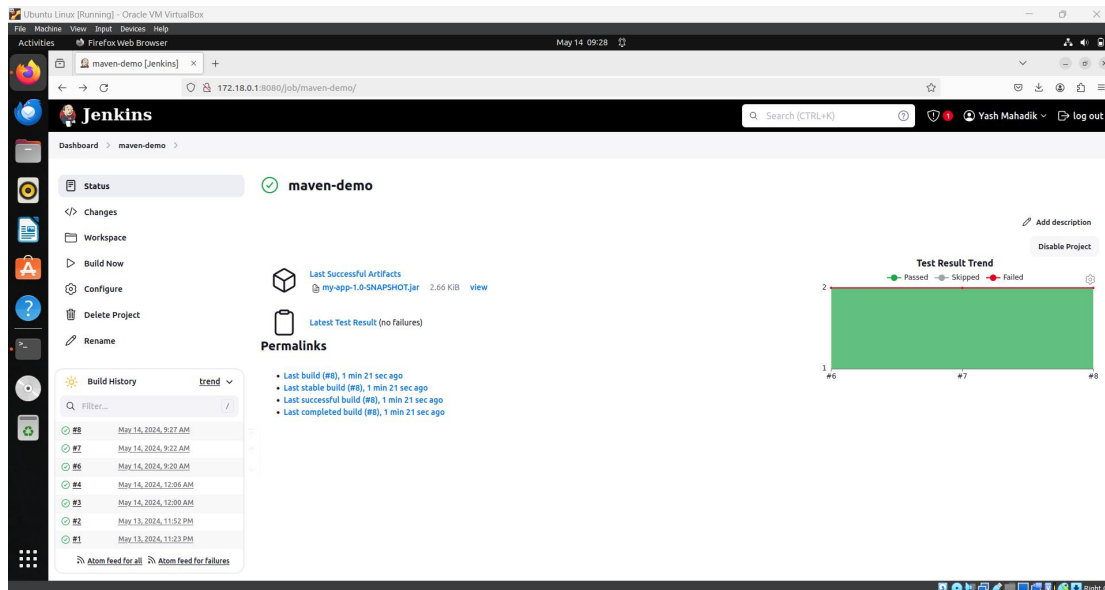 Ubuntu Linux [Running] - Oracle VM VirtualBox
File Machine View Input Devices Help
Activities Firefox Web Browser May 14 09:28
maven-demo [Jenkins]
172.18.0.1:8080/job/maven-demo/
Jenkins Search (CTRL+K) 1 Yash Mahadik log out
Dashboard > maven-demo >
Status
Changes
Workspace
Build Now
Configure
Delete Project
Rename
Build History trend
Filter... /
#8 May 14, 2024, 9:27 AM
#7 May 14, 2024, 9:22 AM
#6 May 14, 2024, 9:20 AM
#4 May 14, 2024, 12:06 AM
#3 May 14, 2024, 12:00 AM
#2 May 13, 2024, 11:52 PM
#1 May 13, 2024, 11:23 PM
Atom feed for all Atom feed for failures
maven-demo
Add description
Disable Project
Last Successful Artifacts
my-app-1.0-SNAPSHOT.jar 2.66 KiB view
Latest Test Result (no failures)
Permalinks
Last build (#8), 1 min 21 sec ago
Last stable build (#8), 1 min 21 sec ago
Last successful build (#8), 1 min 21 sec ago
Last completed build (#8), 1 min 21 sec ago
Test Result Trend
Passed Skipped Failed
2
1
#6 #7 #8
Right